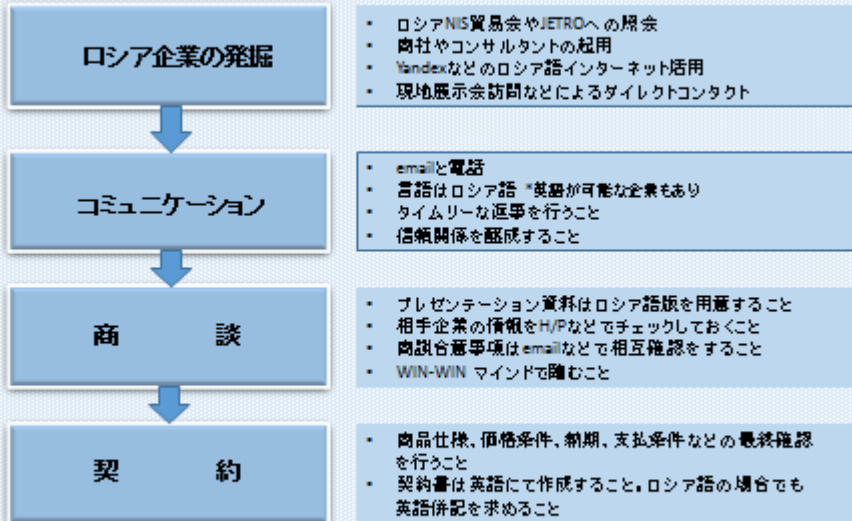 ロシア企業の発掘
・ ロシアNIS貿易会やJETROへの照会
・ 商社やコンサルタントの起用
・ Yandexなどのロシア語インターネット活用
・ 現地展示会訪問などによるダイレクトコンタクト
コミュニケーション
・ emailと電話
・ 言語はロシア語 *英語が可能な企業もあり
・ タイムリーな返事を行うこと
・ 信頼関係を醸成すること
商 談
・ プレゼンテーション資料はロシア語版を用意すること
・ 相手企業の情報をH/Pなどでチェックしておくこと
・ 商談合意事項はemailなどで相互確認をすること
・ WIN-WIN マインドで臨むこと
契 約
・ 商品仕様、価格条件、納期、支払条件などの最終確認
を行うこと
・ 契約書は英語にて作成すること。ロシア語の場合でも
英語併記を求めること